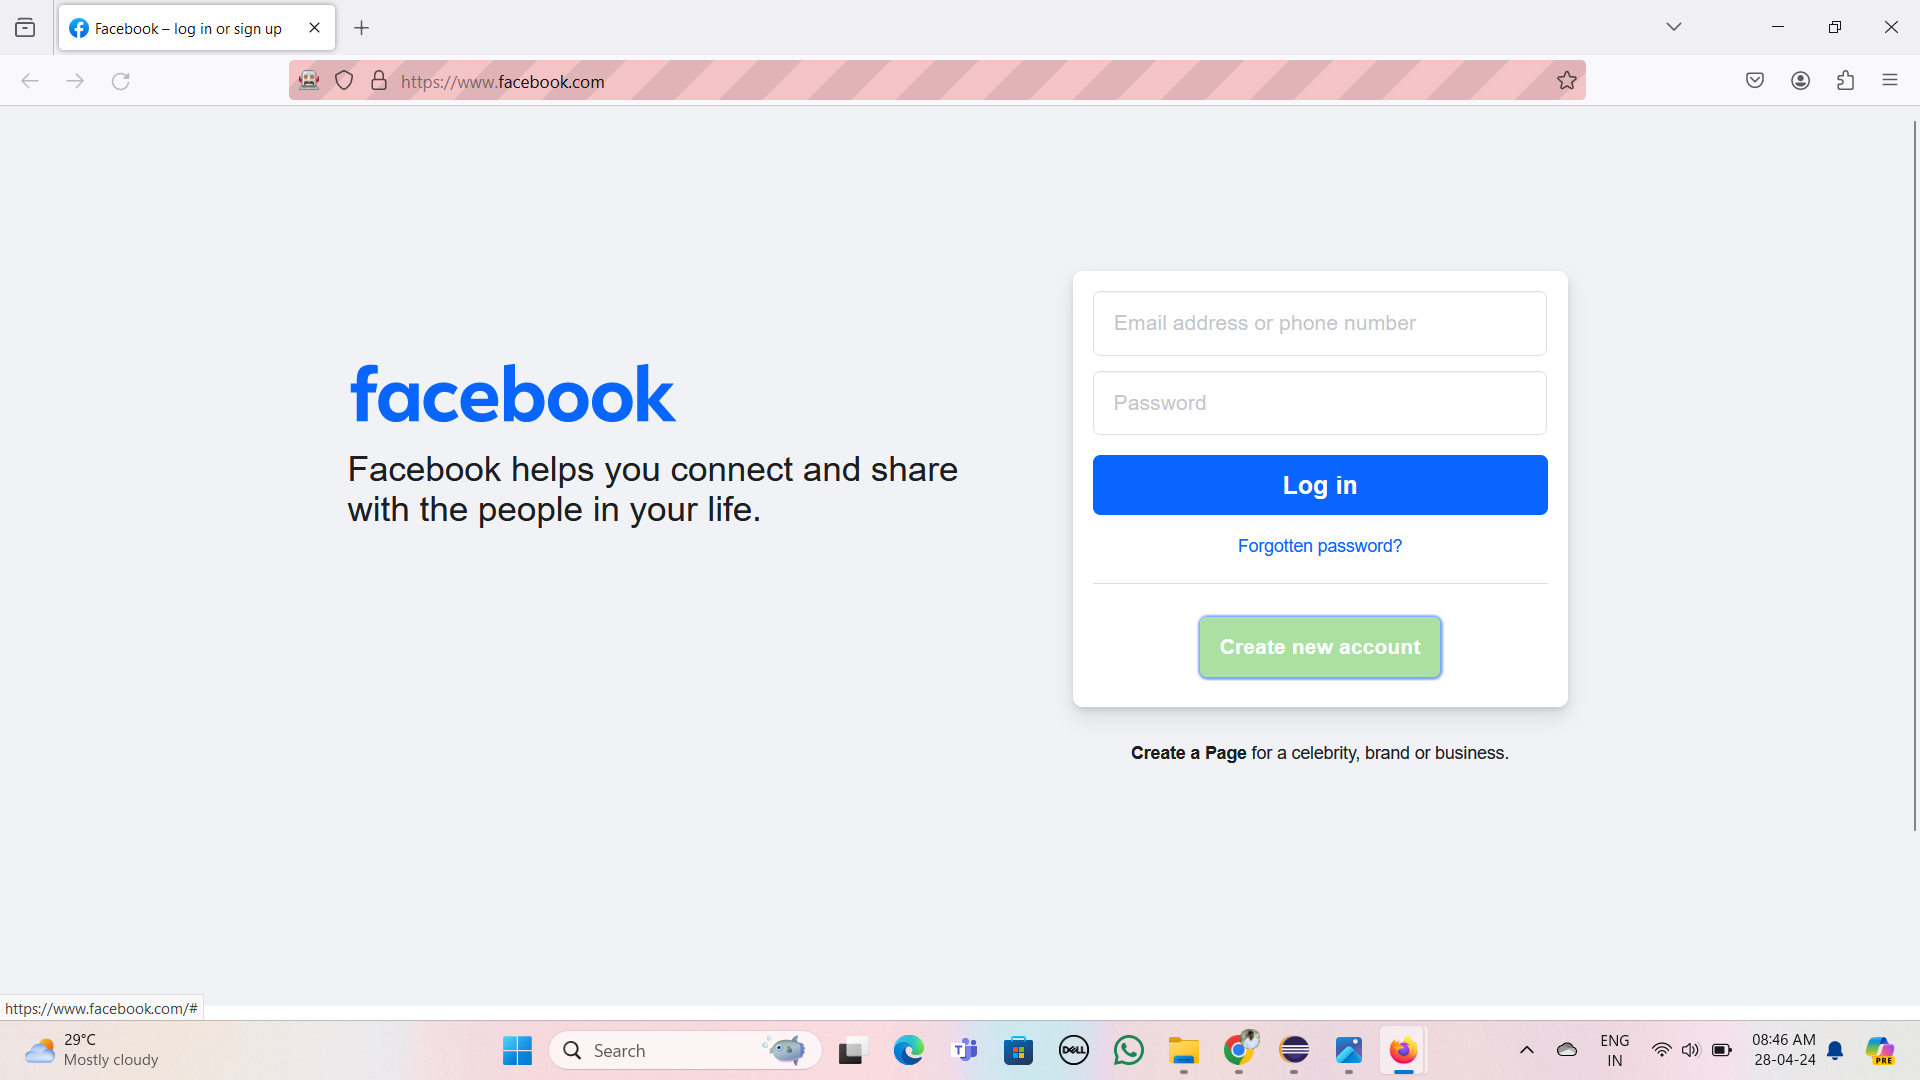 Facebook – log in or sign up
https://www.facebook.com
Email address or phone number
facebook
Password
Facebook helps you connect and share
with the people in your life.
Log in
Forgotten password?
Create new account
Create a Page for a celebrity, brand or business.
https://www.facebook.com/#
29°C
Mostly cloudy
Search
T
DELL
ENG
IN
08:46 AM
28-04-24
PRE